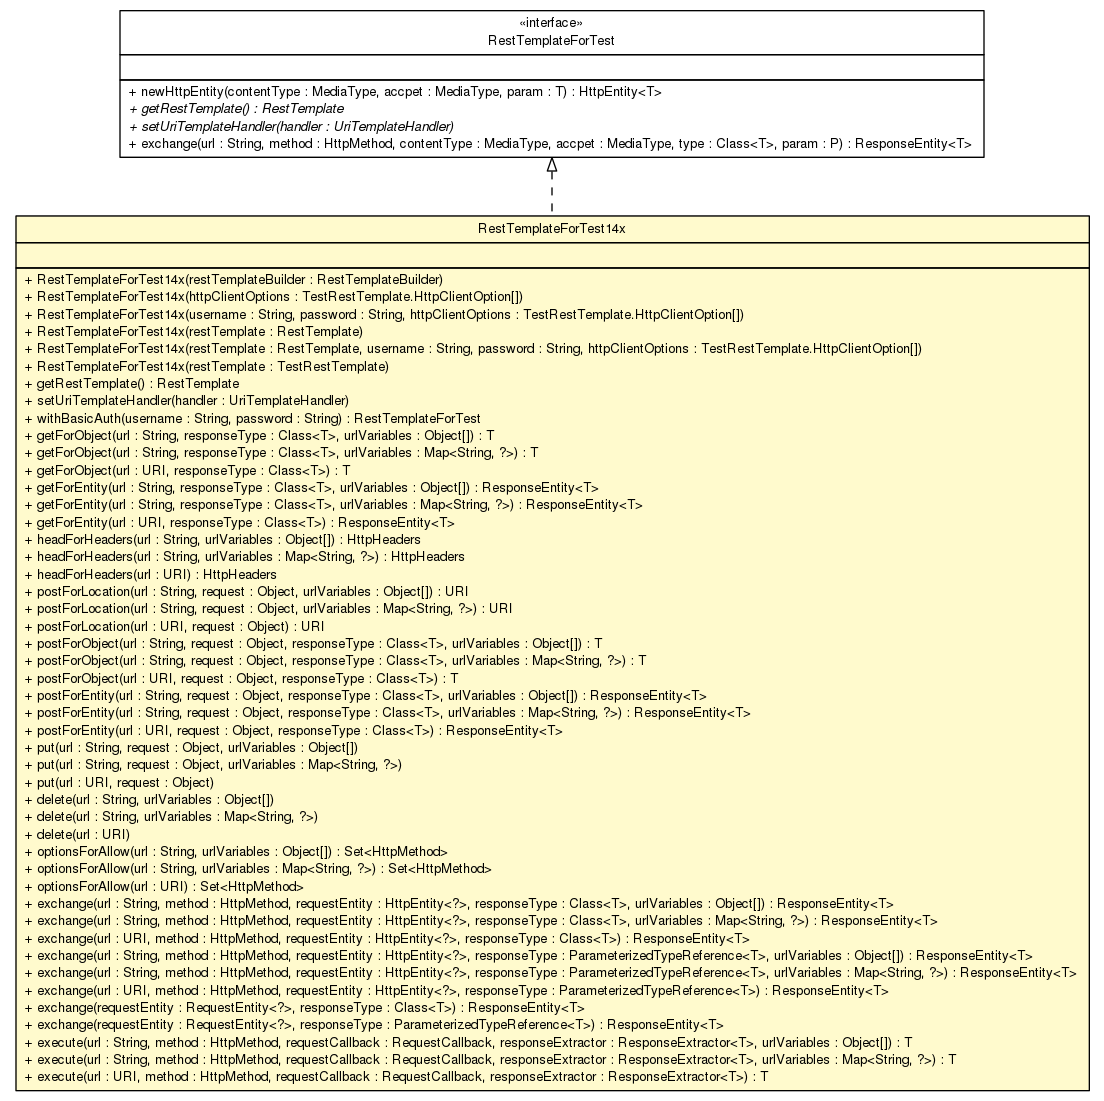 «interface»
RestTemplateForTest
+ newHttpEntity(contentType : MediaType, accpet : MediaType, param : T) : HttpEntity<T>
+ getRestTemplate() : RestTemplate
+ setUriTemplateHandler(handler : UriTemplateHandler)
+ exchange(url : String, method : HttpMethod, contentType : MediaType, accpet : MediaType, type : Class<T>, param : P) : ResponseEntity<T>
RestTemplateForTest14x
+ RestTemplateForTest14x(restTemplateBuilder : RestTemplateBuilder)
+ RestTemplateForTest14x(httpClientOptions : TestRestTemplate.HttpClientOption[])
+ RestTemplateForTest14x(username : String, password : String, httpClientOptions : TestRestTemplate.HttpClientOption[])
+ RestTemplateForTest14x(restTemplate : RestTemplate)
+ RestTemplateForTest14x(restTemplate : RestTemplate, username : String, password : String, httpClientOptions : TestRestTemplate.HttpClientOption[])
+ RestTemplateForTest14x(restTemplate : TestRestTemplate)
+ getRestTemplate() : RestTemplate
+ setUriTemplateHandler(handler : UriTemplateHandler)
+ withBasicAuth(username : String, password : String) : RestTemplateForTest
+ getForObject(url : String, responseType : Class<T>, urlVariables : Object[]) : T
+ getForObject(url : String, responseType : Class<T>, urlVariables : Map<String, ?>) : T
+ getForObject(url : URI, responseType : Class<T>) : T
+ getForEntity(url : String, responseType : Class<T>, urlVariables : Object[]) : ResponseEntity<T>
+ getForEntity(url : String, responseType : Class<T>, urlVariables : Map<String, ?>) : ResponseEntity<T>
+ getForEntity(url : URI, responseType : Class<T>) : ResponseEntity<T>
+ headForHeaders(url : String, urlVariables : Object[]) : HttpHeaders
+ headForHeaders(url : String, urlVariables : Map<String, ?>) : HttpHeaders
+ headForHeaders(url : URI) : HttpHeaders
+ postForLocation(url : String, request : Object, urlVariables : Object[]) : URI
+ postForLocation(url : String, request : Object, urlVariables : Map<String, ?>) : URI
+ postForLocation(url : URI, request : Object) : URI
+ postForObject(url : String, request : Object, responseType : Class<T>, urlVariables : Object[]) : T
+ postForObject(url : String, request : Object, responseType : Class<T>, urlVariables : Map<String, ?>) : T
+ postForObject(url : URI, request : Object, responseType : Class<T>) : T
+ postForEntity(url : String, request : Object, responseType : Class<T>, urlVariables : Object[]) : ResponseEntity<T>
+ postForEntity(url : String, request : Object, responseType : Class<T>, urlVariables : Map<String, ?>) : ResponseEntity<T>
+ postForEntity(url : URI, request : Object, responseType : Class<T>) : ResponseEntity<T>
+ put(url : String, request : Object, urlVariables : Object[])
+ put(url : String, request : Object, urlVariables : Map<String, ?>)
+ put(url : URI, request : Object)
+ delete(url : String, urlVariables : Object[])
+ delete(url : String, urlVariables : Map<String, ?>)
+ delete(url : URI)
+ optionsForAllow(url : String, urlVariables : Object[]) : Set<HttpMethod>
+ optionsForAllow(url : String, urlVariables : Map<String, ?>) : Set<HttpMethod>
+ optionsForAllow(url : URI) : Set<HttpMethod>
+ exchange(url : String, method : HttpMethod, requestEntity : HttpEntity<?>, responseType : Class<T>, urlVariables : Object[]) : ResponseEntity<T>
+ exchange(url : String, method : HttpMethod, requestEntity : HttpEntity<?>, responseType : Class<T>, urlVariables : Map<String, ?>) : ResponseEntity<T>
+ exchange(url : URI, method : HttpMethod, requestEntity : HttpEntity<?>, responseType : Class<T>) : ResponseEntity<T>
+ exchange(url : String, method : HttpMethod, requestEntity : HttpEntity<?>, responseType : ParameterizedTypeReference<T>, urlVariables : Object[]) : ResponseEntity<T>
+ exchange(url : String, method : HttpMethod, requestEntity : HttpEntity<?>, responseType : ParameterizedTypeReference<T>, urlVariables : Map<String, ?>) : ResponseEntity<T>
+ exchange(url : URI, method : HttpMethod, requestEntity : HttpEntity<?>, responseType : ParameterizedTypeReference<T>) : ResponseEntity<T>
+ exchange(requestEntity : RequestEntity<?>, responseType : Class<T>) : ResponseEntity<T>
+ exchange(requestEntity : RequestEntity<?>, responseType : ParameterizedTypeReference<T>) : ResponseEntity<T>
+ execute(url : String, method : HttpMethod, requestCallback : RequestCallback, responseExtractor : ResponseExtractor<T>, urlVariables : Object[]) : T
+ execute(url : String, method : HttpMethod, requestCallback : RequestCallback, responseExtractor : ResponseExtractor<T>, urlVariables : Map<String, ?>) : T
+ execute(url : URI, method : HttpMethod, requestCallback : RequestCallback, responseExtractor : ResponseExtractor<T>) : T